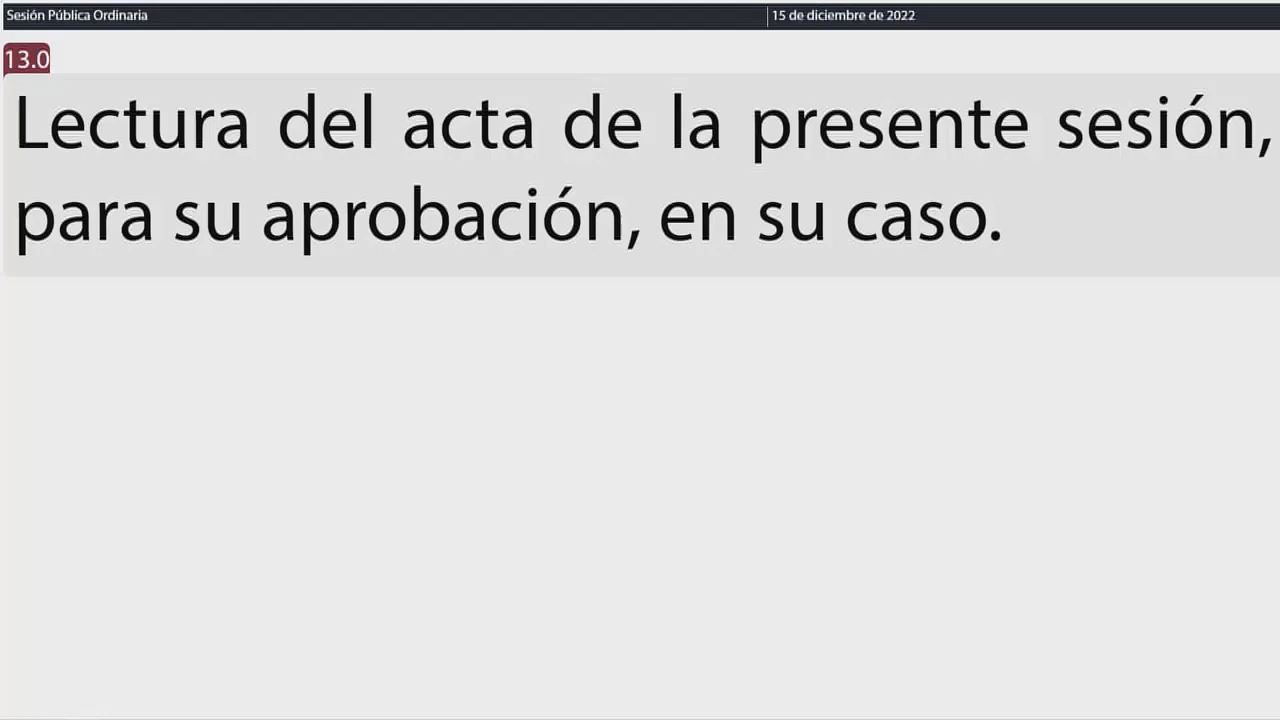 Sesión Pública Ordinaria
15 de diciembre de 2022
13.0
Lectura del acta de la presente sesión,
para su aprobación, en su caso.